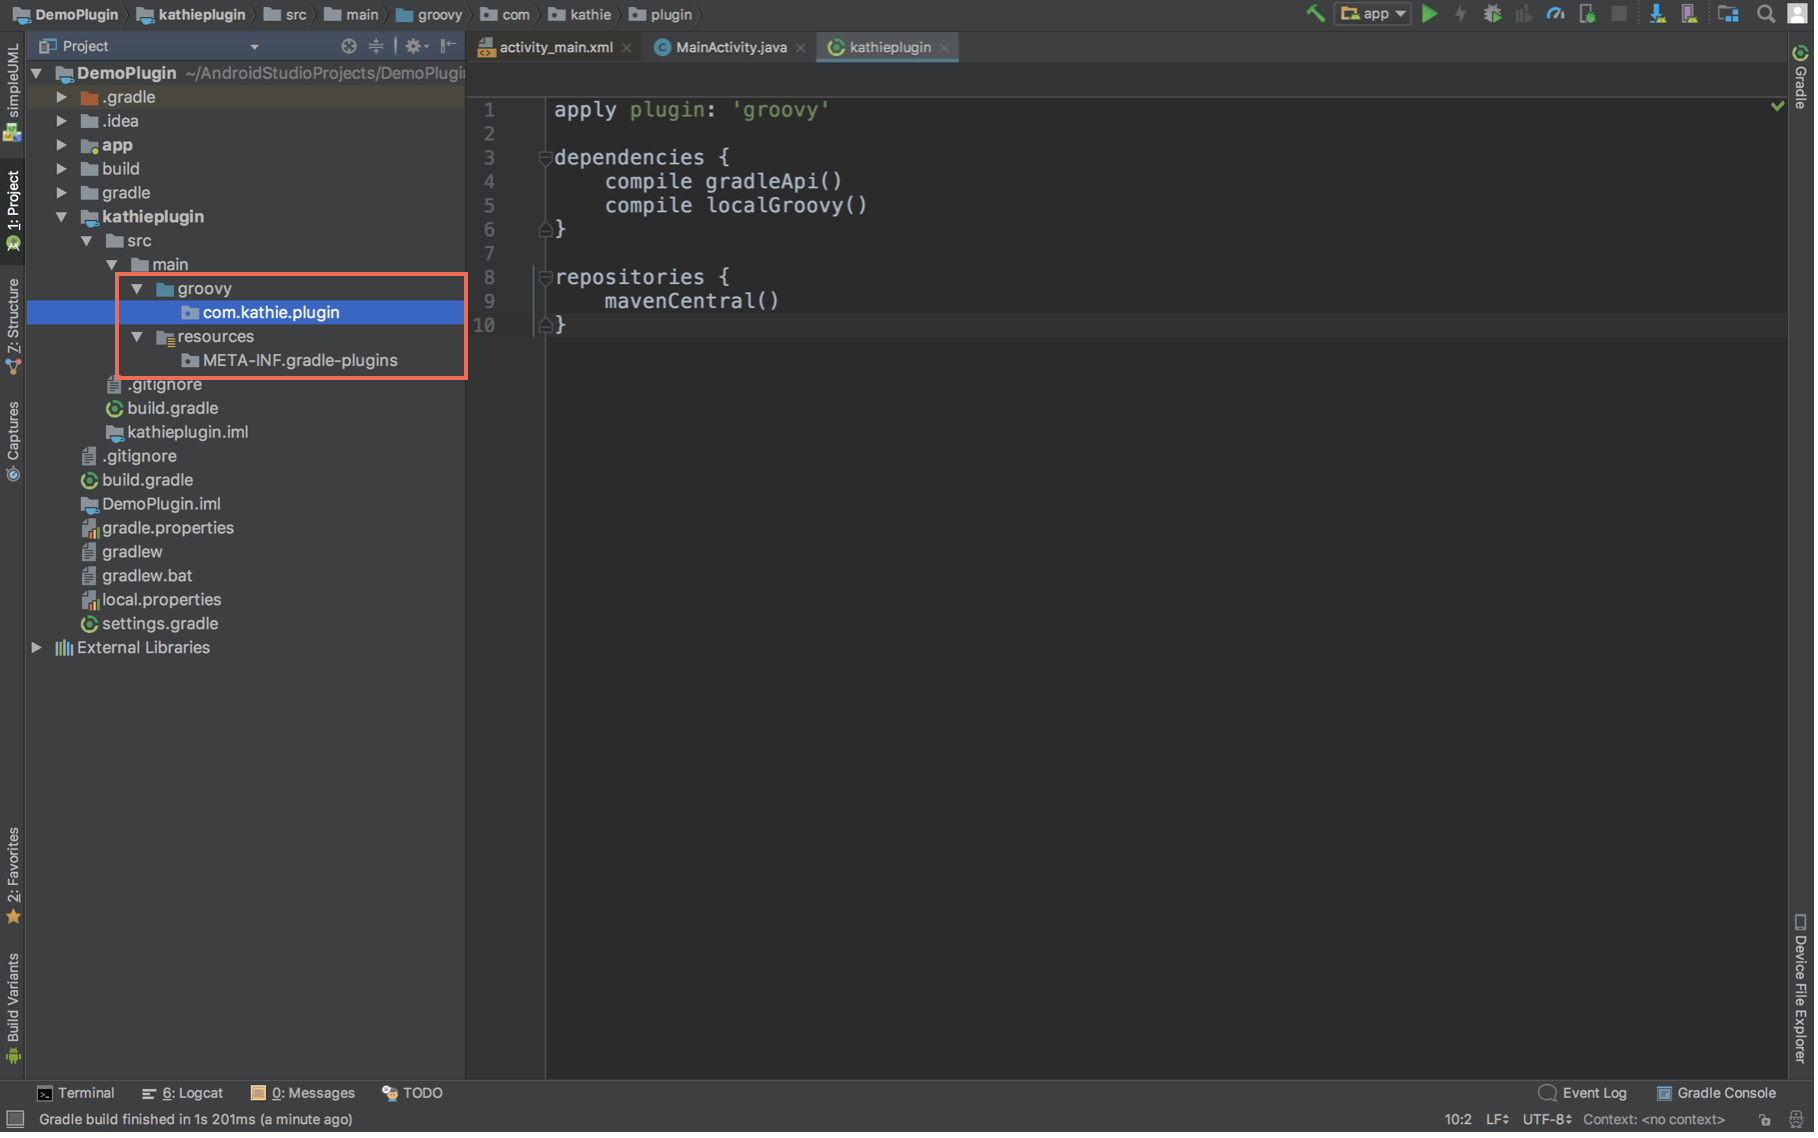 DemoPlugin kathieplugin src main groovy com kathie plugin
app
Project
activity_main.xml
MainActivity.java
kathieplugin
simpleUML
1: Project
Z: Structure
Captures
2: Favorites
Build Variants
DemoPlugin ~/AndroidStudioProjects/DemoPlugi
.gradle
.idea
app
build
gradle
kathieplugin
src
main
groovy
com.kathie.plugin
resources
META-INF.gradle-plugins
.gitignore
build.gradle
kathieplugin.iml
.gitignore
build.gradle
DemoPlugin.iml
gradle.properties
gradlew
gradlew.bat
local.properties
settings.gradle
External Libraries
1 apply plugin: 'groovy'
2
3 dependencies {
4 compile gradleApi()
5 compile localGroovy()
6 }
7
8 repositories {
9 mavenCentral()
10 }
Gradle
Device File Explorer
Terminal 6: Logcat 0: Messages TODO
Event Log Gradle Console
Gradle build finished in 1s 201ms (a minute ago)
10:2 LF UTF-8 Context: <no context>